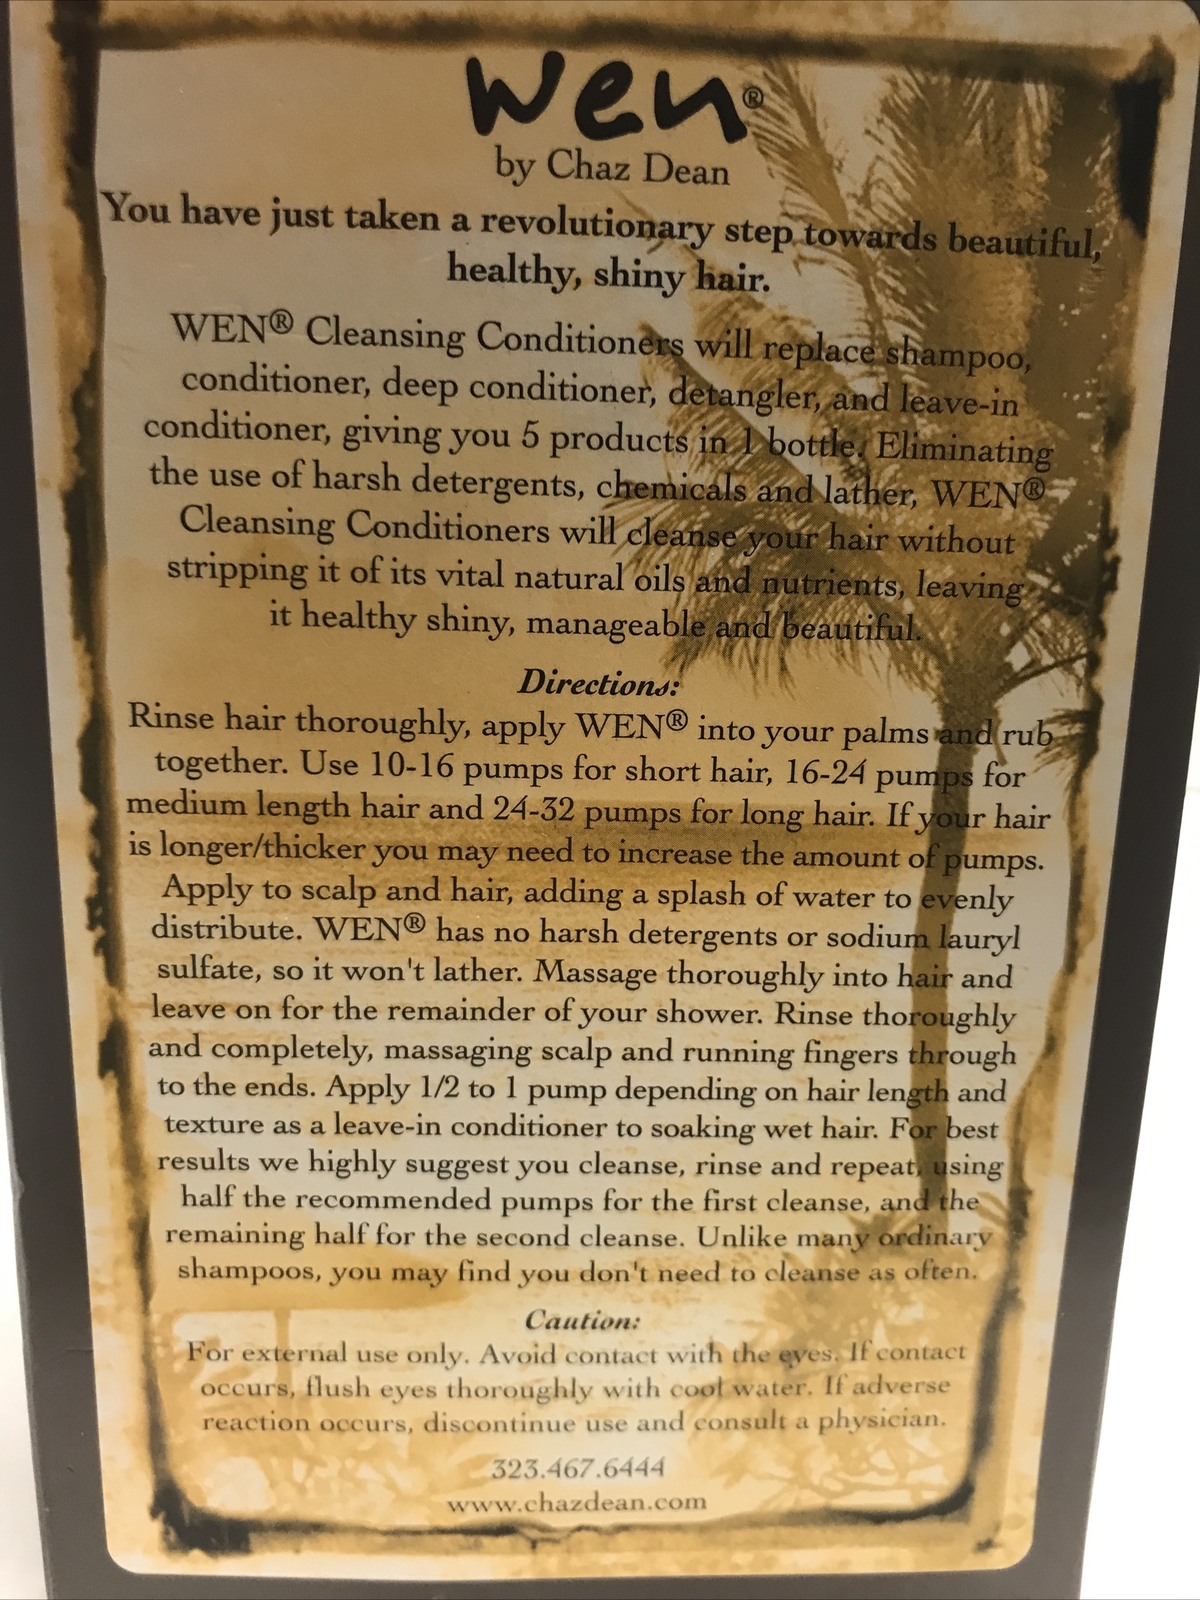 wen®
by Chaz Dean
You have just taken a revolutionary step towards beautiful,
healthy, shiny hair.
WEN® Cleansing Conditioners will replace shampoo,
conditioner, deep conditioner, detangler, and leave-in
conditioner, giving you 5 products in 1 bottle. Eliminating
the use of harsh detergents, chemicals and lather, WEN®
Cleansing Conditioners will cleanse your hair without
stripping it of its vital natural oils and nutrients, leaving
it healthy shiny, manageable and beautiful.
Directions:
Rinse hair thoroughly, apply WEN® into your palms and rub
together. Use 10-16 pumps for short hair, 16-24 pumps for
medium length hair and 24-32 pumps for long hair. If your hair
is longer/thicker you may need to increase the amount of pumps.
Apply to scalp and hair, adding a splash of water to evenly
distribute. WEN® has no harsh detergents or sodium lauryl
sulfate, so it won't lather. Massage thoroughly into hair and
leave on for the remainder of your shower. Rinse thoroughly
and completely, massaging scalp and running fingers through
to the ends. Apply 1/2 to 1 pump depending on hair length and
texture as a leave-in conditioner to soaking wet hair. For best
results we highly suggest you cleanse, rinse and repeat, using
half the recommended pumps for the first cleanse, and the
remaining half for the second cleanse. Unlike many ordinary
shampoos, you may find you don't need to cleanse as often.
Caution:
For external use only. Avoid contact with the eyes. If contact
occurs, flush eyes thoroughly with cool water. If adverse
reaction occurs, discontinue use and consult a physician.
323.467.6444
www.chazdean.com